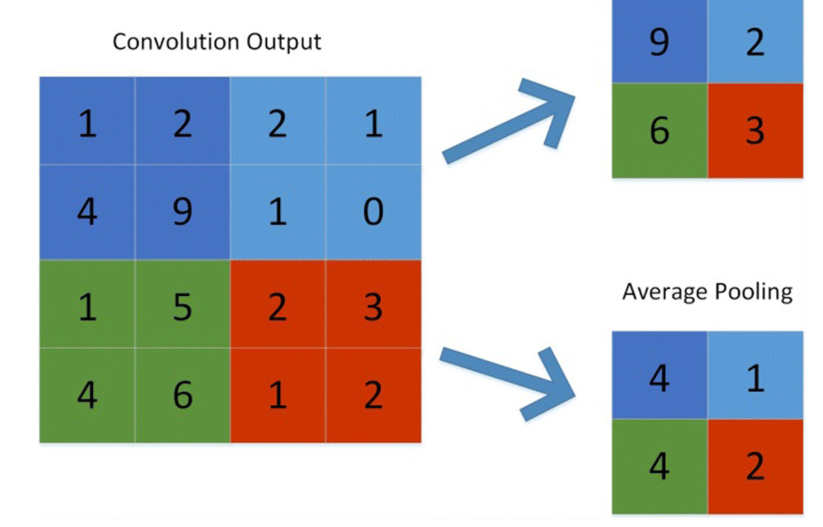 Convolution Output
1 2 2 1
4 9 1 0
1 5 2 3
4 6 1 2
9 2
6 3
Average Pooling
4 1
4 2